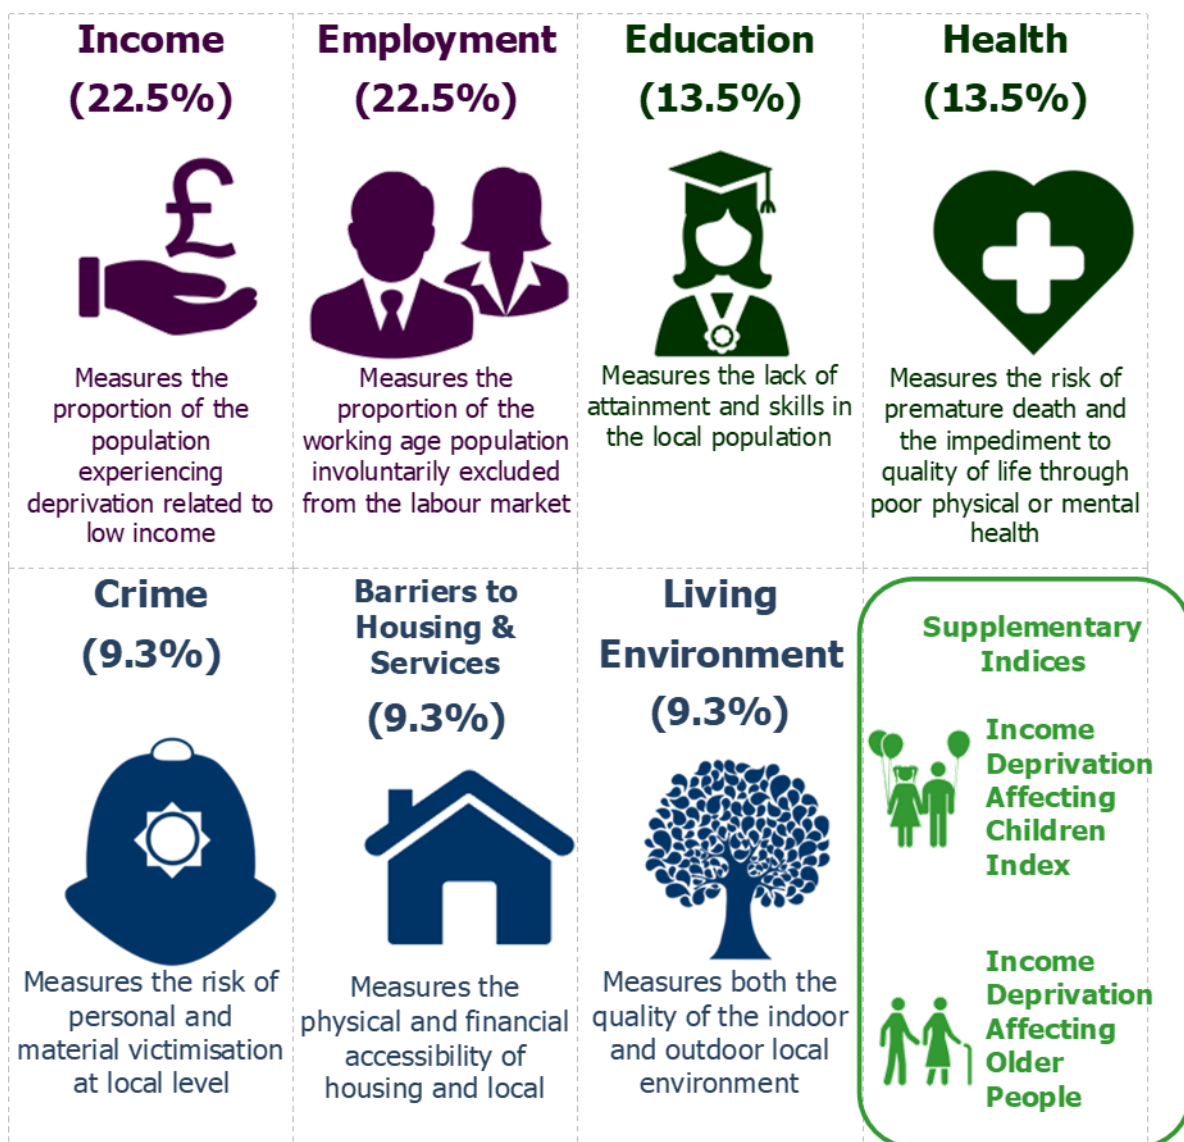 Income
(22.5%)
£
Measures the
proportion of the
population
experiencing
deprivation related to
low income
Employment
(22.5%)
Measures the
proportion of the
working age population
involuntarily excluded
from the labour market
Education
(13.5%)
Measures the lack of
attainment and skills in
the local population
Health
(13.5%)
Measures the risk of
premature death and
the impediment to
quality of life through
poor physical or mental
health
Crime
(9.3%)
Measures the risk of
personal and
material victimisation
at local level
Barriers to
Housing &
Services
(9.3%)
Measures the
physical and financial
accessibility of
housing and local
Living
Environment
(9.3%)
Measures both the
quality of the indoor
and outdoor local
environment
Supplementary
Indices
Income
Deprivation
Affecting
Children
Index
Income
Deprivation
Affecting
Older
People